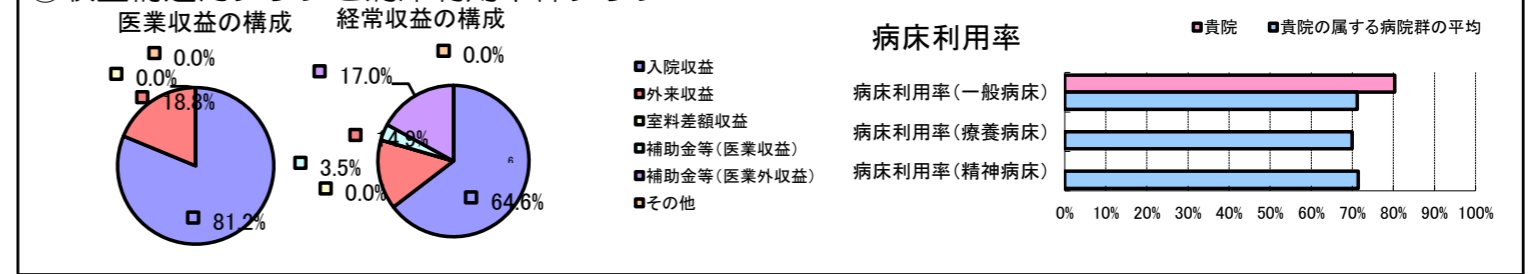 医業収益の構成
経常収益の構成
0.0%
0.0%
18.8%
81.2%
0.0%
17.0%
14.9%
3.5%
0.0%
64.6%
入院収益
外来収益
室料差額収益
補助金等(医業収益)
補助金等(医業外収益)
その他
病床利用率
貴院
貴院の属する病院群の平均
病床利用率(一般病床)
病床利用率(療養病床)
病床利用率(精神病床)
0% 10% 20% 30% 40% 50% 60% 70% 80% 90% 100%